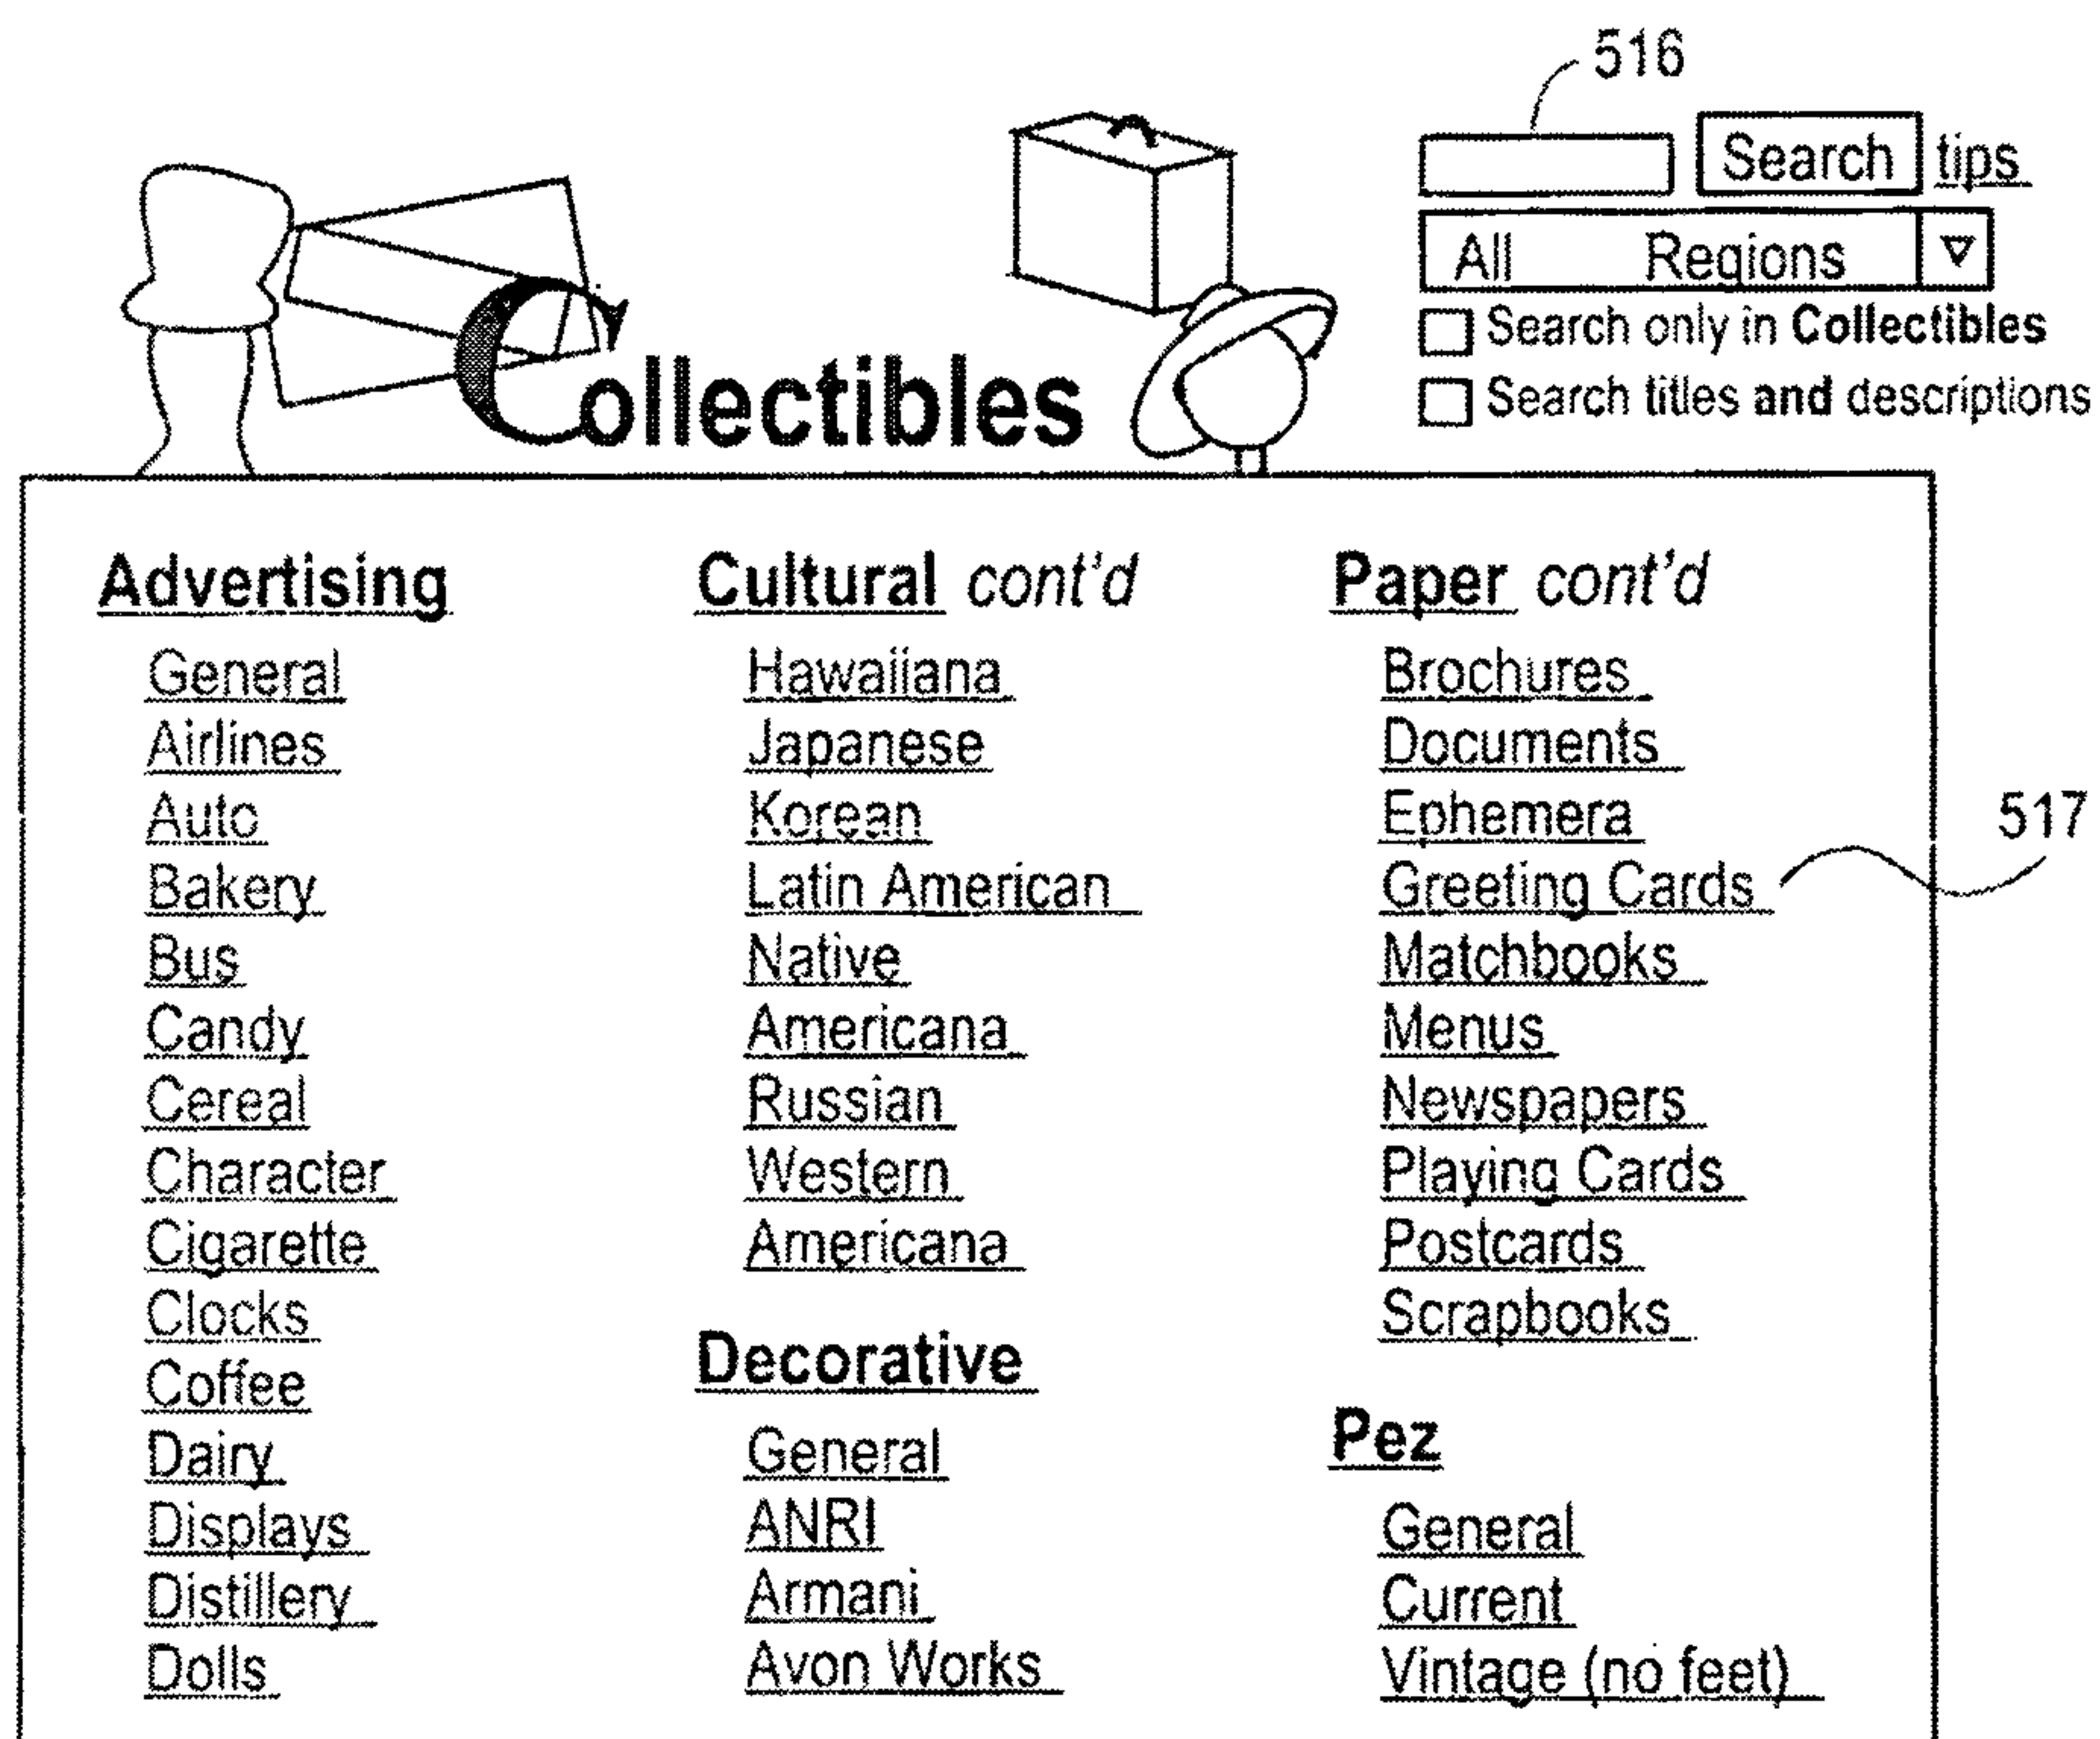 516
Search tips
All Regions
Search only in Collectibles
Search titles and descriptions
Collectibles
Advertising
General
Airlines
Auto
Bakery
Bus
Candy
Cereal
Character
Cigarette
Clocks
Coffee
Dairy
Displays
Distillery
Dolls
Cultural cont'd
Hawaiiana
Japanese
Korean
Latin American
Native
Americana
Russian
Western
Americana
Decorative
General
ANRI
Armani
Avon Works
Paper cont'd
Brochures
Documents
Ephemera
Greeting Cards
Matchbooks
Menus
Newspapers
Playing Cards
Postcards
Scrapbooks
Pez
General
Current
Vintage (no feet)
517